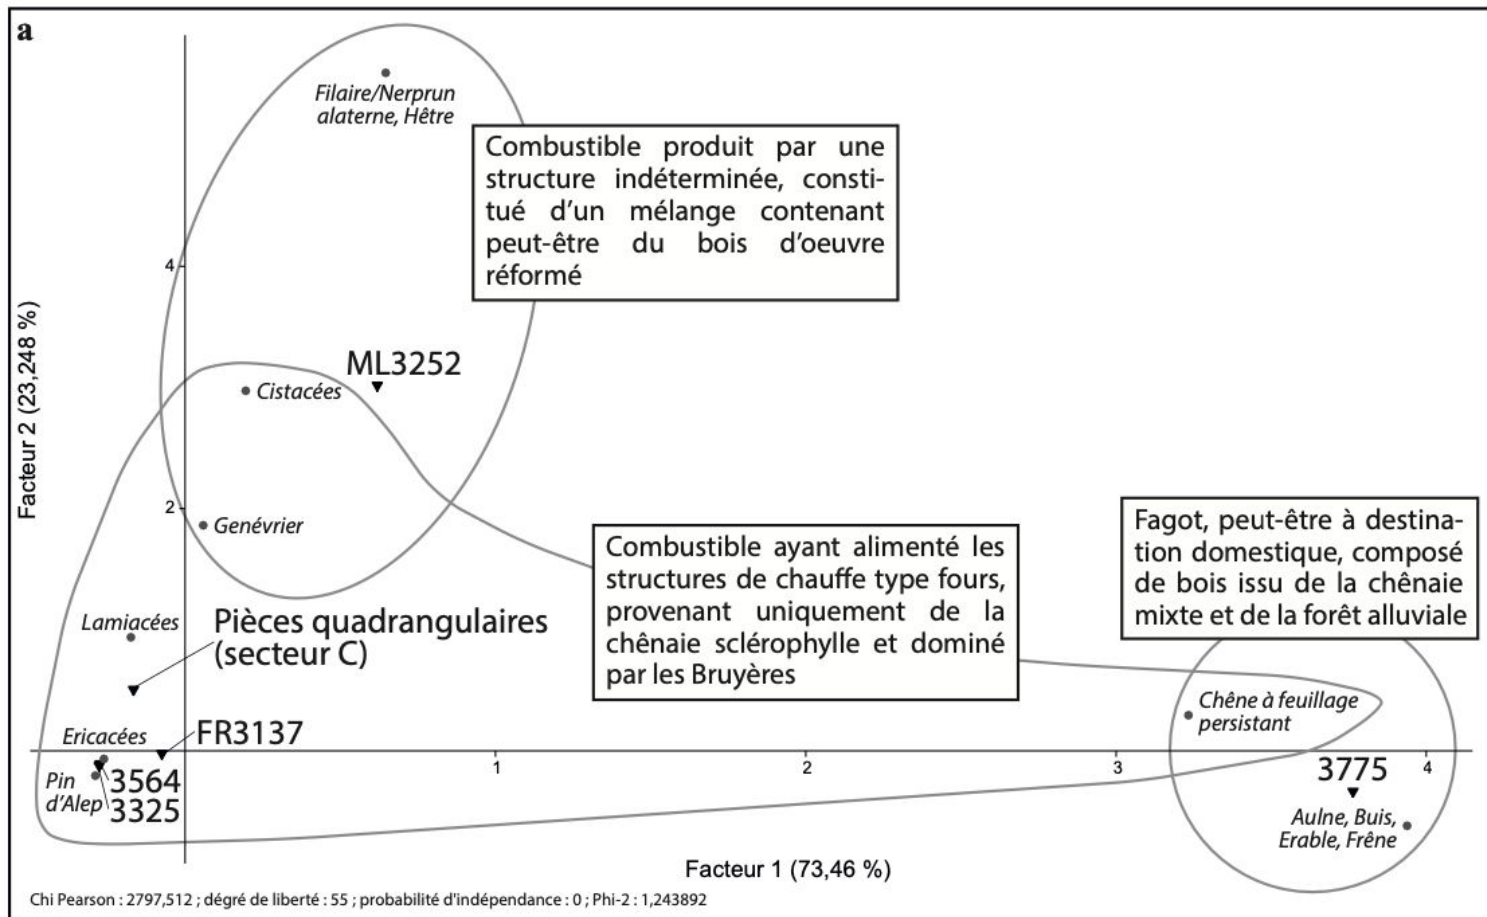 a
Filaire/Nerprun
alaterne, Hêtre
Combustible produit par une
structure indéterminée, consti-
tué d'un mélange contenant
peut-être du bois d'oeuvre
réformé
4
Facteur 2 (23,248 %)
ML3252
Cistacées
2
Genévrier
Combustible ayant alimenté les
structures de chauffe type fours,
provenant uniquement de la
chênaie sclérophylle et dominé
par les Bruyères
Fagot, peut-être à destina-
tion domestique, composé
de bois issu de la chênaie
mixte et de la forêt alluviale
Lamiacées
Pièces quadrangulaires
(secteur C)
Chêne à feuillage
persistant
Ericacées
FR3137
1
2
3
4
Pin
d'Alep
3564
3325
3775
Aulne, Buis,
Erable, Frêne
Facteur 1 (73,46 %)
Chi Pearson : 2797,512 ; dégré de liberté : 55 ; probabilité d'indépendance : 0 ; Phi-2 : 1,243892